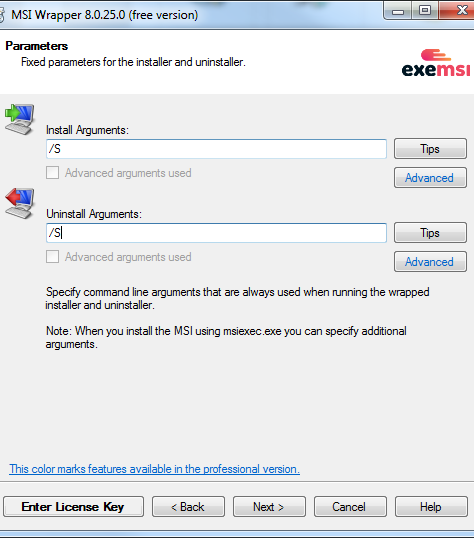 MSI Wrapper 8.0.25.0 (free version)
Parameters
Fixed parameters for the installer and uninstaller.
exemsi
Install Arguments:
/S
Tips
Advanced arguments used
Advanced
Uninstall Arguments:
/S
Tips
Advanced arguments used
Advanced
Specify command line arguments that are always used when running the wrapped
installer and uninstaller.
Note: When you install the MSI using msiexec.exe you can specify additional
arguments.
This color marks features available in the professional version.
Enter License Key
< Back
Next >
Cancel
Help